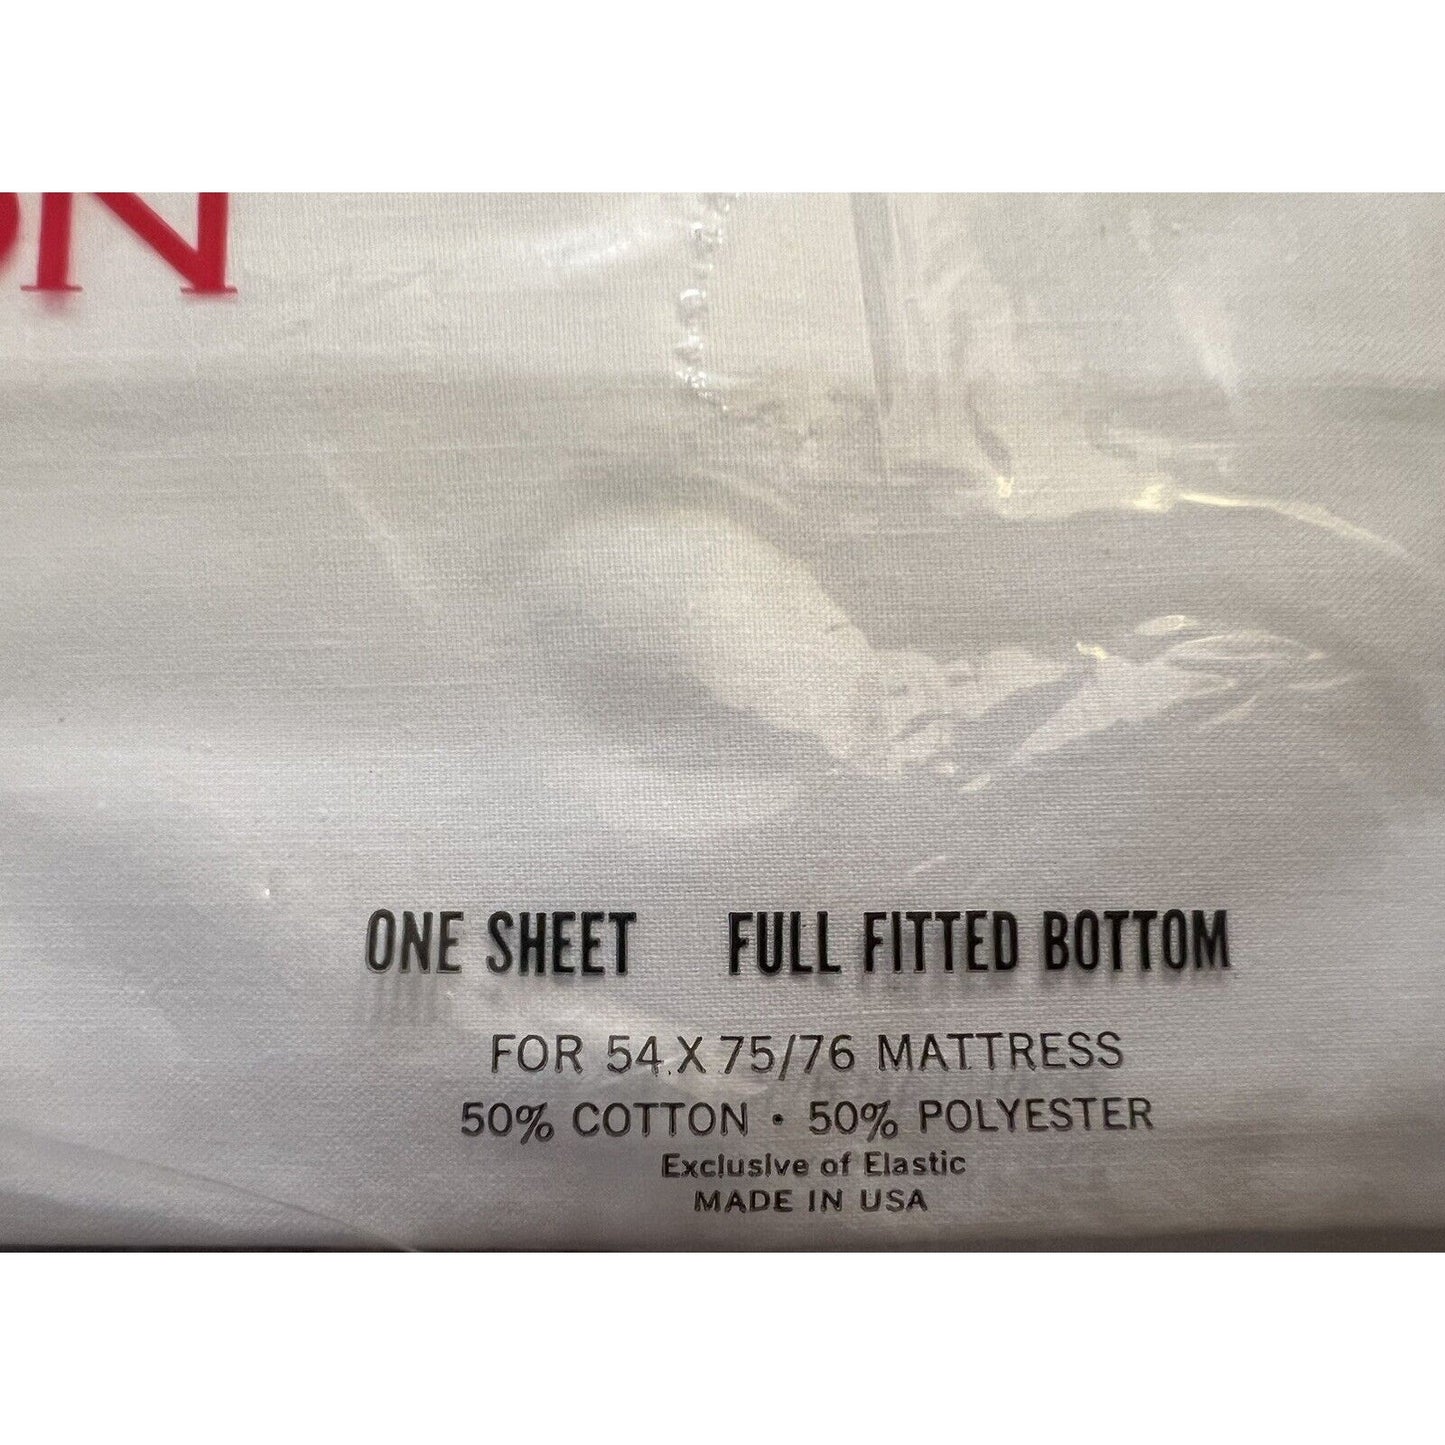 ON
ONE SHEET FULL FITTED BOTTOM
FOR 54 X 75/76 MATTRESS
50% COTTON • 50% POLYESTER
Exclusive of Elastic
MADE IN USA